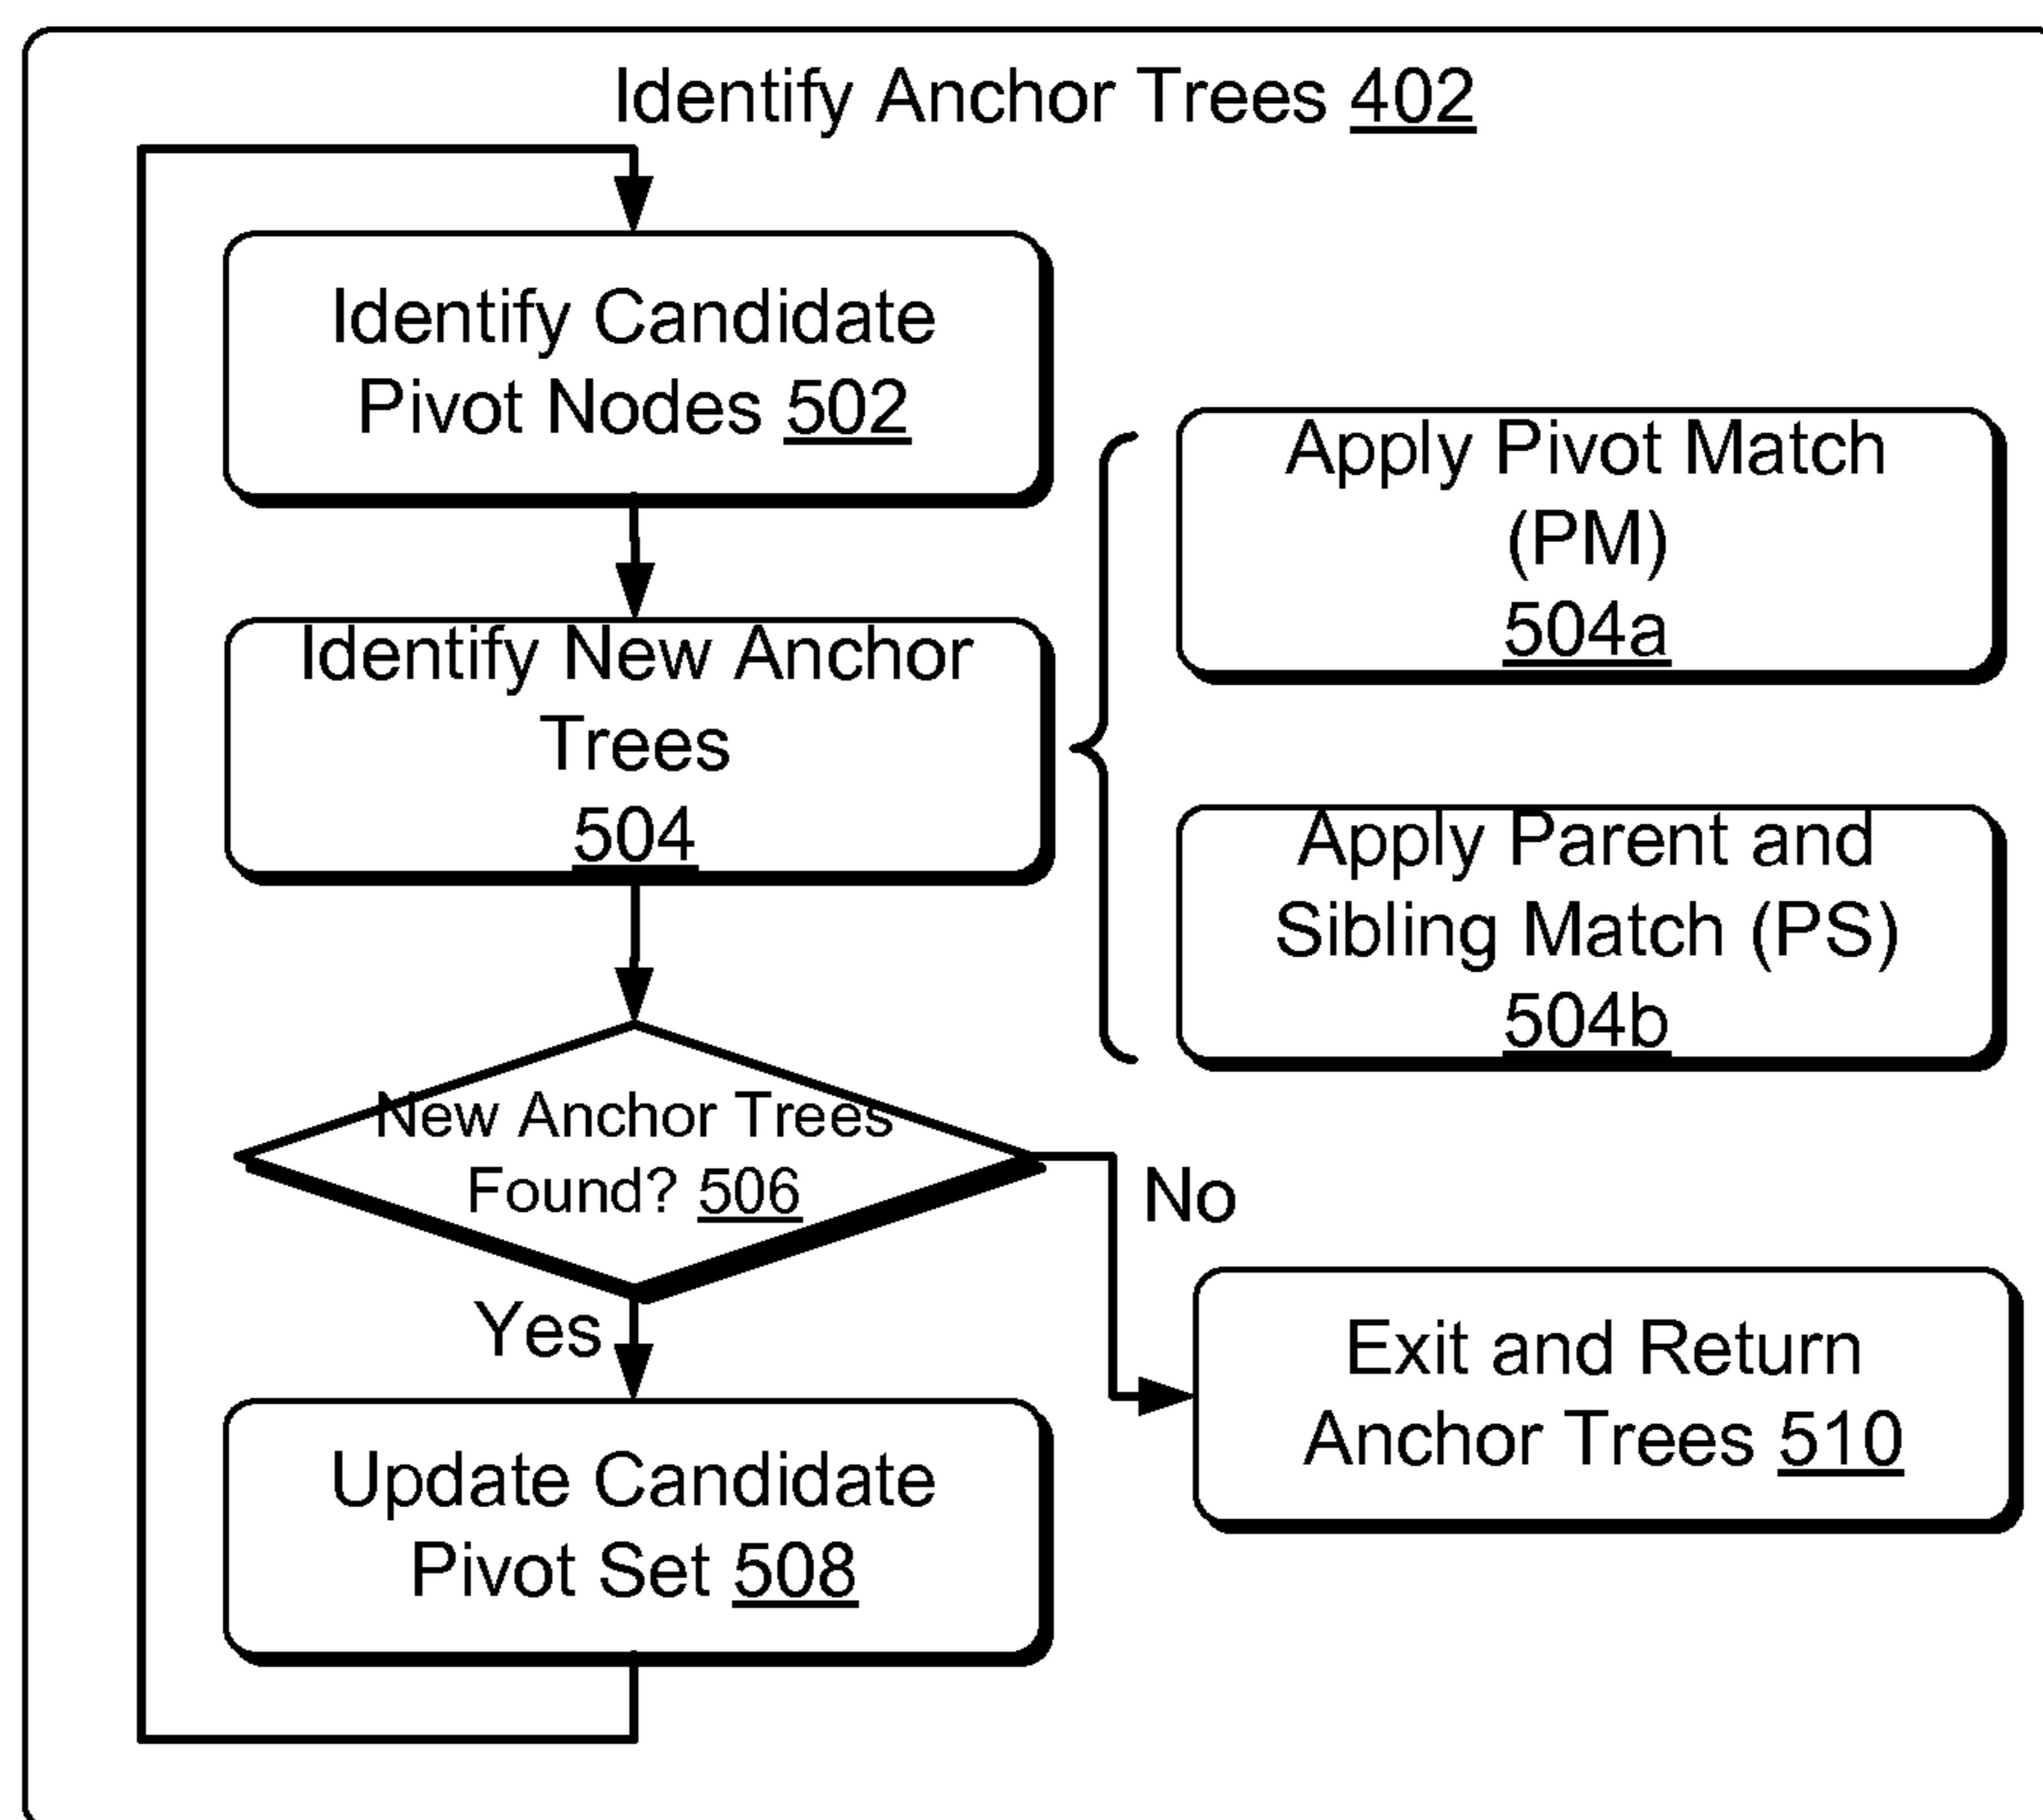 Identify Anchor Trees 402
Identify Candidate
Pivot Nodes 502
Identify New Anchor
Trees
504
Apply Pivot Match
(PM)
504a
Apply Parent and
Sibling Match (PS)
504b
New Anchor Trees
Found? 506
No
Yes
Update Candidate
Pivot Set 508
Exit and Return
Anchor Trees 510